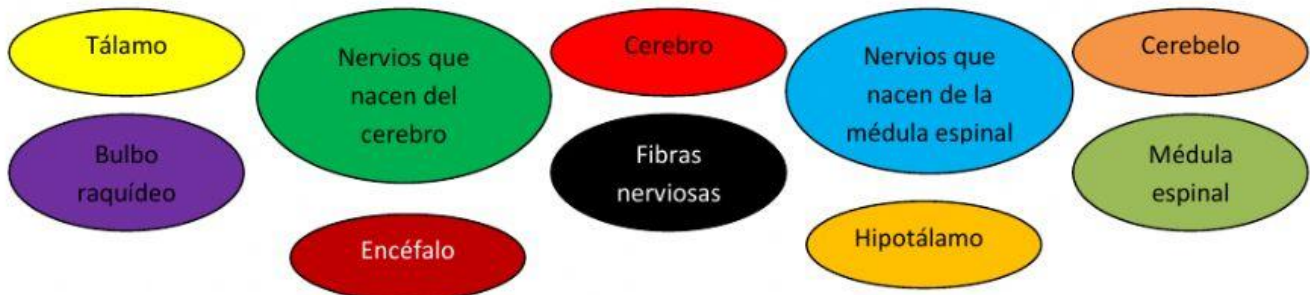 Tálamo
Nervios que
nacen del
cerebro
Cerebro
Nervios que
nacen de la
médula espinal
Cerebelo
Bulbo
raquídeo
Fibras
nerviosas
Médula
espinal
Encéfalo
Hipotálamo